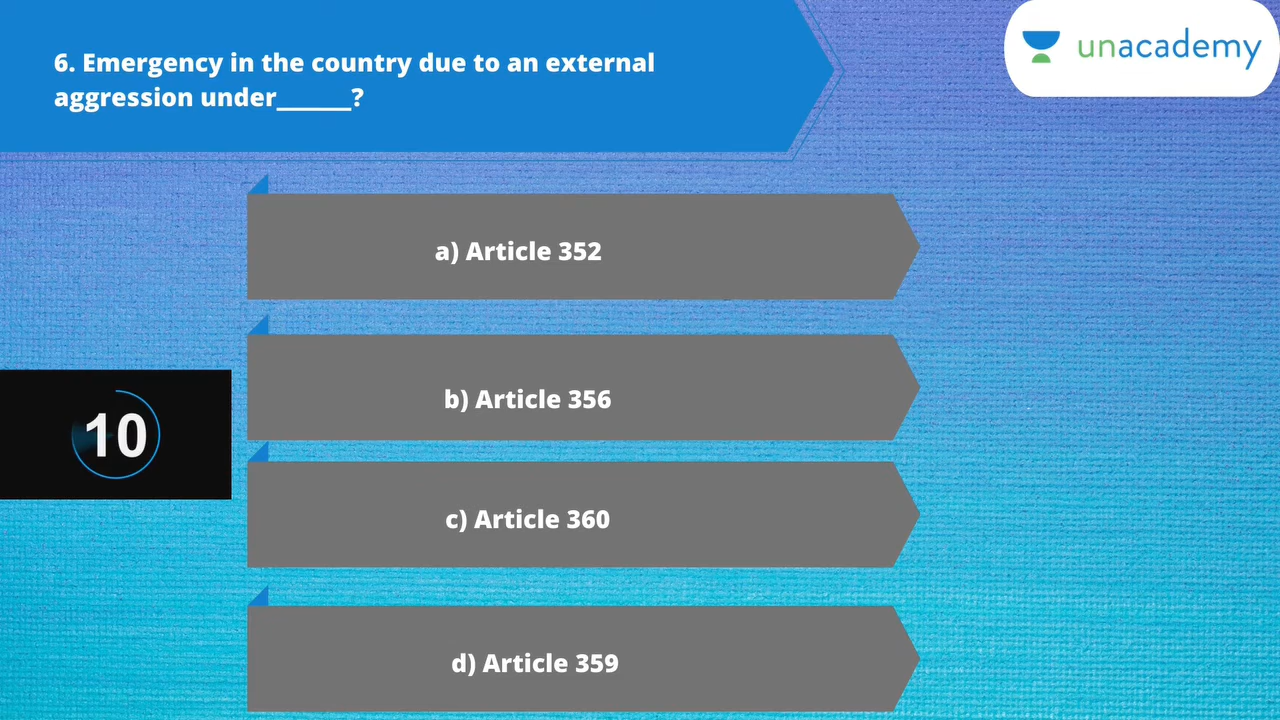 6. Emergency in the country due to an external
aggression under______?
unacademy
a) Article 352
b) Article 356
10
c) Article 360
d) Article 359